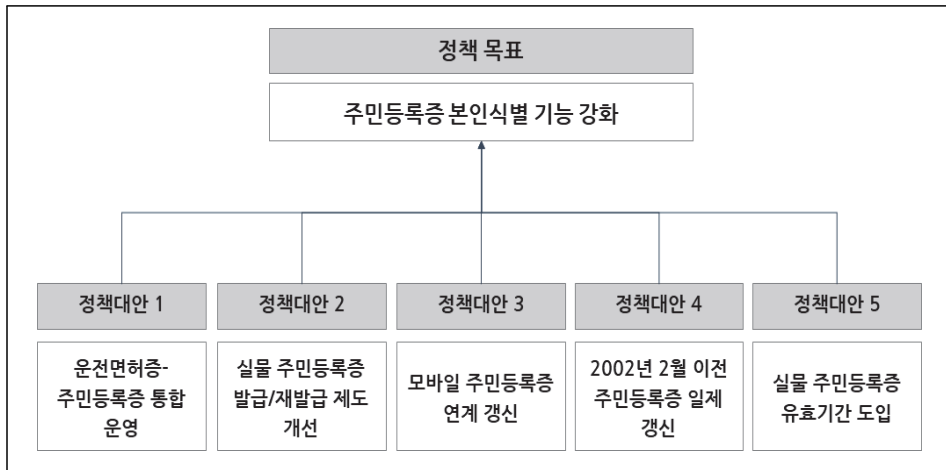 정책 목표
주민등록증 본인식별 기능 강화
정책대안 1
운전면허증-
주민등록증 통합
운영
정책대안 2
실물 주민등록증
발급/재발급 제도
개선
정책대안 3
모바일 주민등록증
연계 갱신
정책대안 4
2002년 2월 이전
주민등록증 일제
갱신
정책대안 5
실물 주민등록증
유효기간 도입